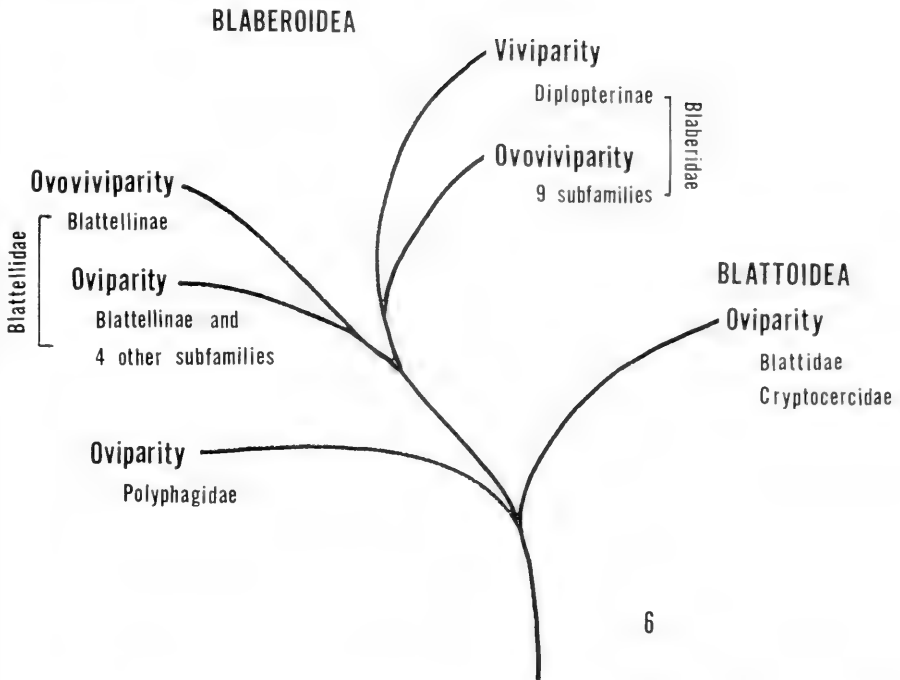 BLABEROIDEA
Viviparity
Diplopterinae
Blaberidae
Ovoviviparity
9 subfamilies
Ovoviviparity
Blattellinae
Blattellidae
Oviparity
Blattellinae and
4 other subfamilies
BLATTOIDEA
Oviparity
Blattidae
Cryptocercidae
Oviparity
Polyphagidae
6